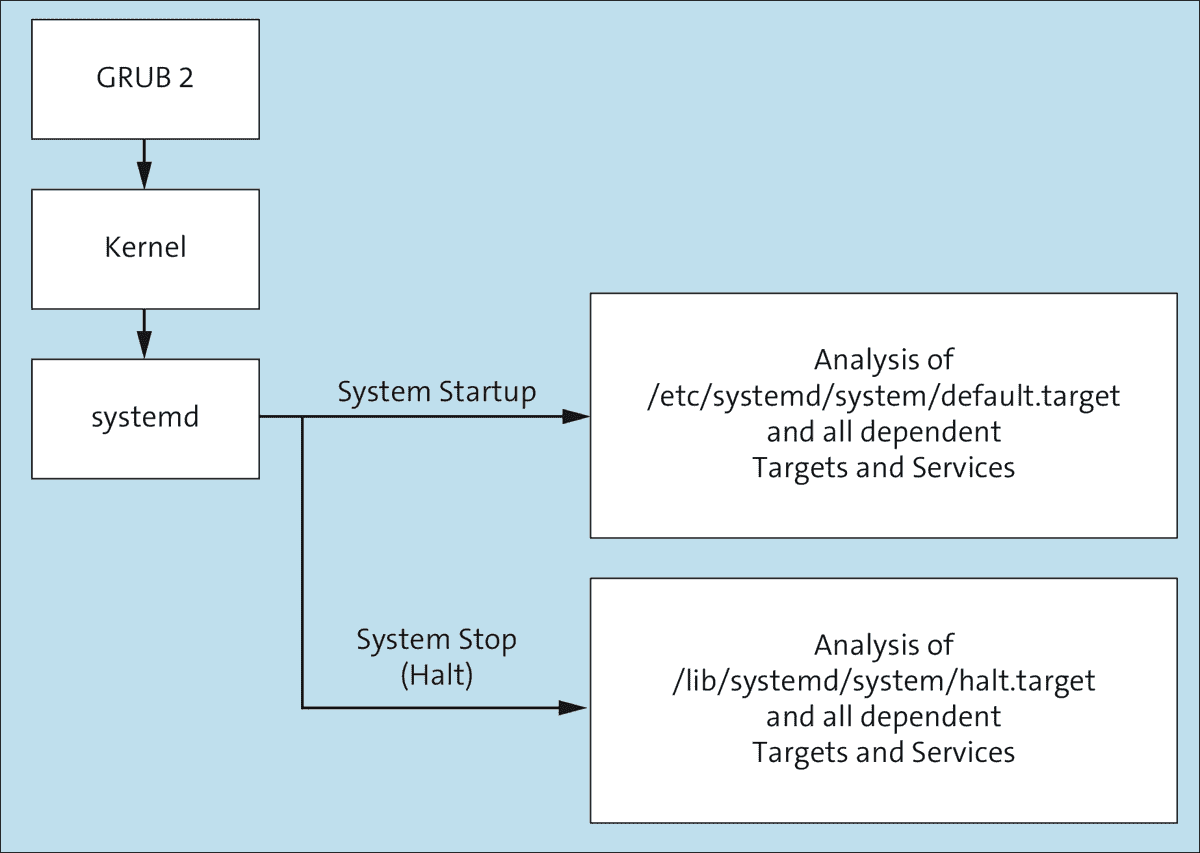 GRUB 2
Kernel
systemd
System Startup
Analysis of
/etc/systemd/system/default.target
and all dependent
Targets and Services
System Stop
(Halt)
Analysis of
/lib/systemd/system/halt.target
and all dependent
Targets and Services